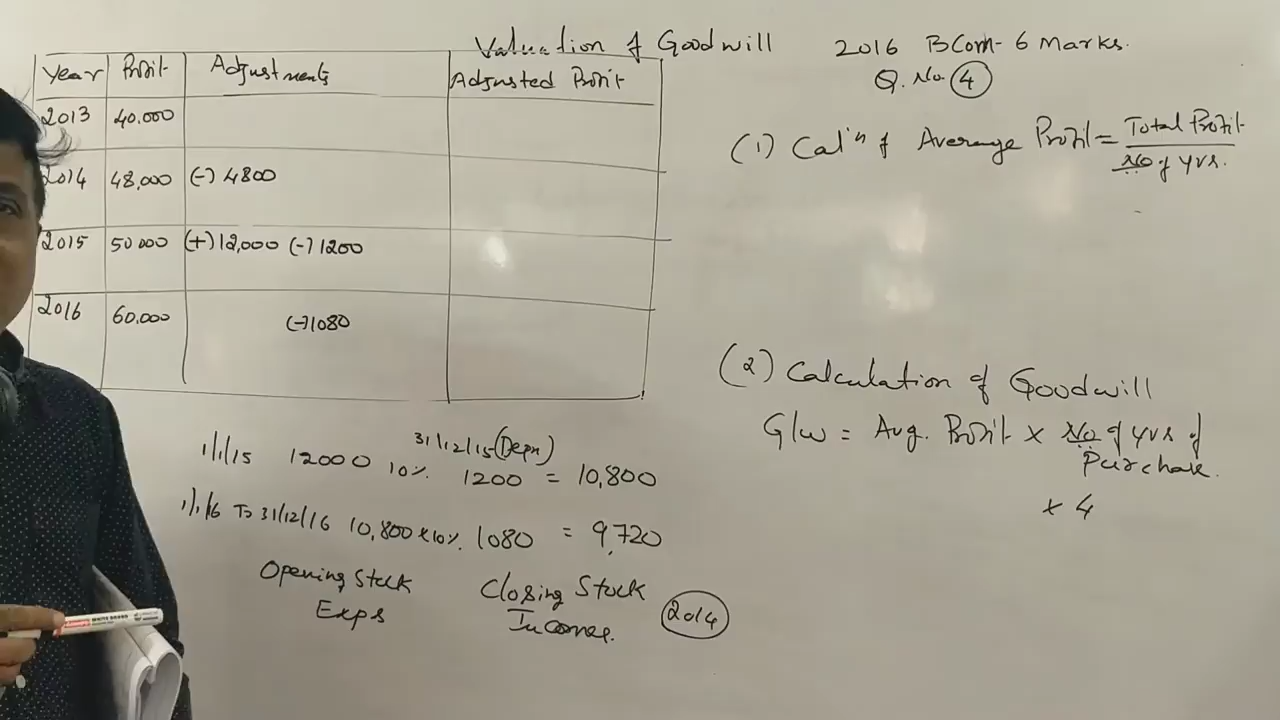 Valuation of Goodwill
2016 BCom - 6 Marks.
Q. No. 4
Year Profit Adjustments Adjusted Profit
2013 40,000
2014 48,000 (-) 4800
2015 50000 (+) 12,000 (-) 1200
2016 60,000 (-) 1080
(1) Cal'n of Average Profit = Total Profit
No of yrs.
(2) Calculation of Goodwill
G/w = Avg. Profit × No of yrs of
Purchase.
× 4
31/12/15 (Depn)
1/1/15 12000 10% 1200 = 10,800
1/1/16 To 31/12/16 10,800 × 10% 1080 = 9,720
Opening Stock Closing Stock 2014
Exps Incomes.